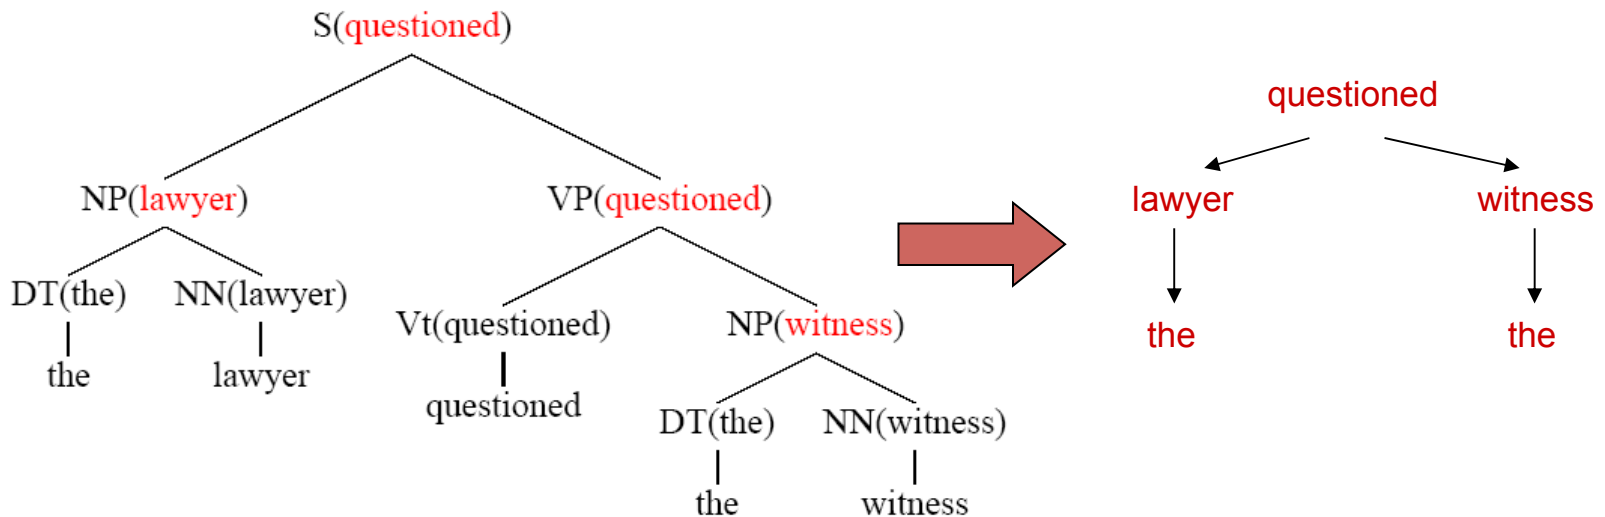 S(questioned)
NP(lawyer) VP(questioned)
DT(the) NN(lawyer) Vt(questioned) NP(witness)
the lawyer questioned
DT(the) NN(witness)
the witness
questioned
lawyer witness
the the